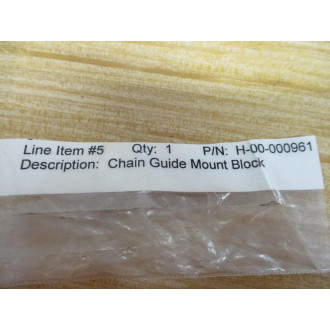 Line Item #5 Qty: 1 P/N: H-00-000961
Description: Chain Guide Mount Block